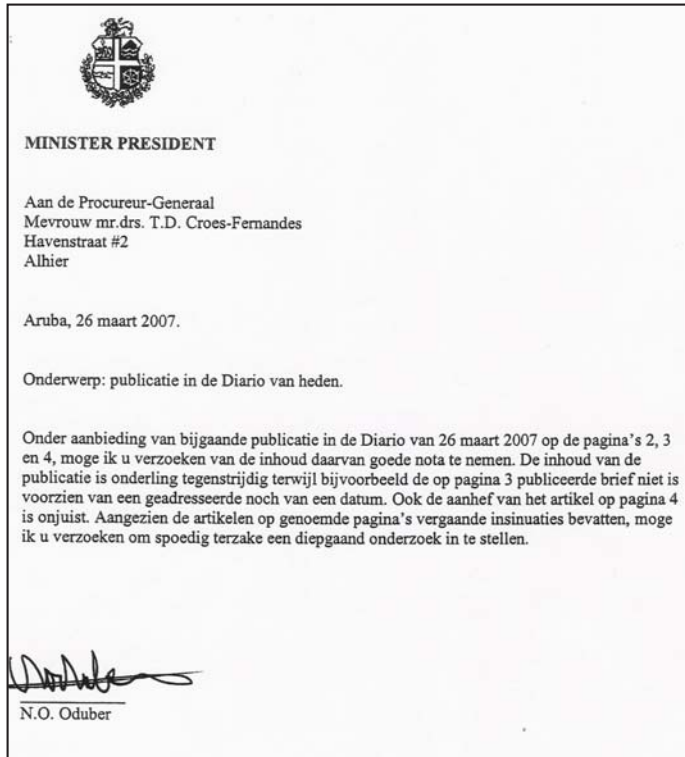 MINISTER PRESIDENT
Aan de Procureur-Generaal
Mevrouw mr.drs. T.D. Croes-Fernandes
Havenstraat #2
Alhier
Aruba, 26 maart 2007.
Onderwerp: publicatie in de Diario van heden.
Onder aanbieding van bijgaande publicatie in de Diario van 26 maart 2007 op de pagina's 2, 3
en 4, moge ik u verzoeken van de inhoud daarvan goede nota te nemen. De inhoud van de
publicatie is onderling tegenstrijdig terwijl bijvoorbeeld de op pagina 3 publiceerde brief niet is
voorzien van een geadresseerde noch van een datum. Ook de aanhef van het artikel op pagina 4
is onjuist. Aangezien de artikelen op genoemde pagina's vergaande insinuaties bevatten, moge
ik u verzoeken om spoedig terzake een diepgaand onderzoek in te stellen.
N.O. Oduber